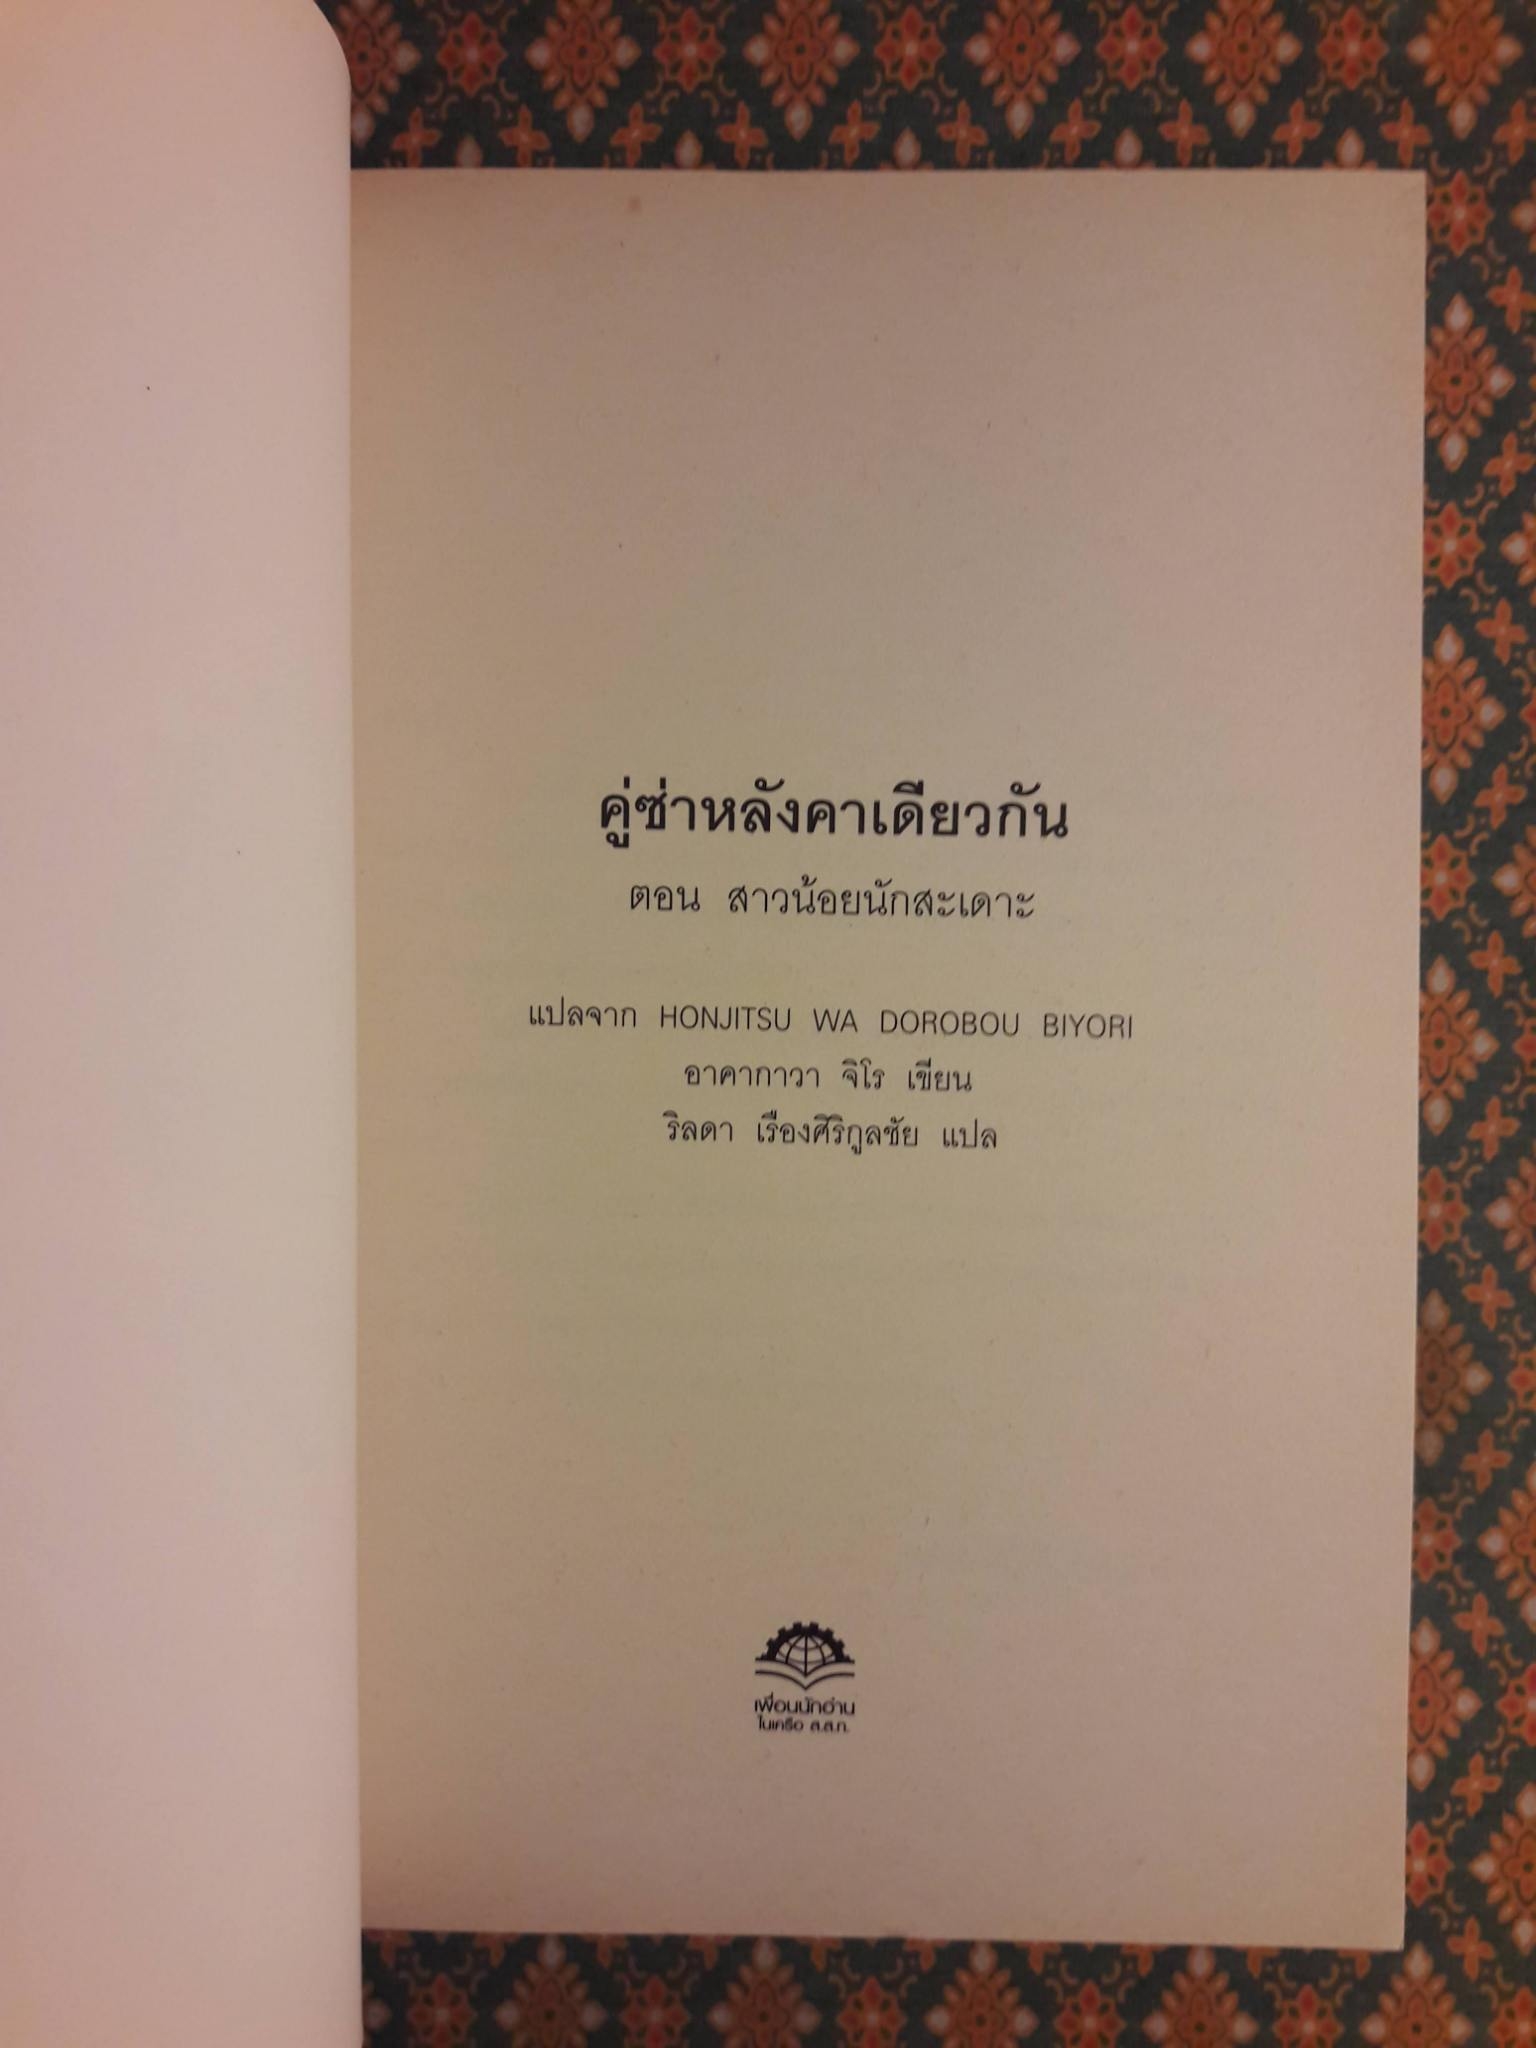 คู่ซ่าหลังคาเดียวกัน
ตอน สาวน้อยนักสะเดาะ
แปลจาก HONJITSU WA DOROBOU BIYORI
อาคากาวา จิโร เขียน
ริลดา เรืองศิริกูลชัย แปล
เพื่อนนักอ่าน
ในเครือ ส.ส.ท.